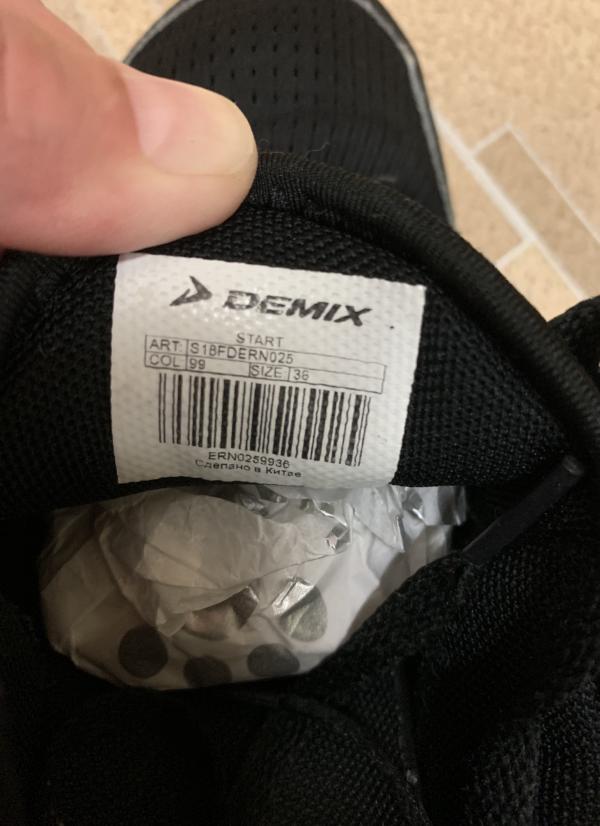 DEMIX
START
ART: S18FDERN025
COL 99 SIZE 36
ERN0259936
Сделано в Китае